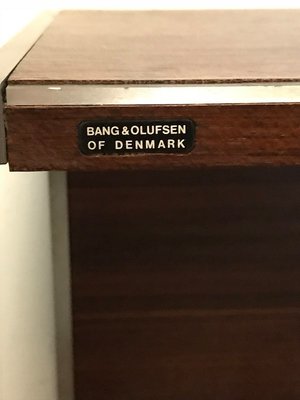 BANG & OLUFSEN
OF DENMARK